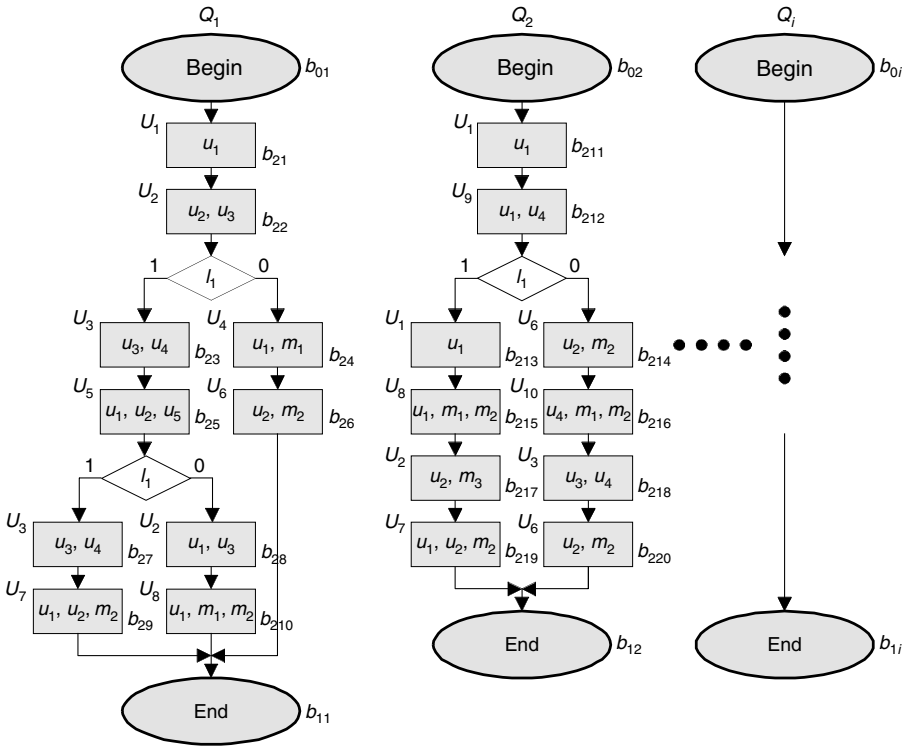 Q1 Q2 Qi
Begin b01 Begin b02 Begin b0i
U1 U1
u1 b21 u1 b211
U2 U9
u2, u3 b22 u1, u4 b212
1 l1 0 1 l1 0
U3 U4 U1 U6
u3, u4 b23 u1, m1 b24 u1 b213 u2, m2 b214
U5 U6 U8 U10
u1, u2, u5 b25 u2, m2 b26 u1, m1, m2 b215 u4, m1, m2 b216
1 l1 0 U2 U3
u2, m3 b217 u3, u4 b218
U3 U2 U7 U6
u3, u4 b27 u1, u3 b28 u1, u2, m2 b219 u2, m2 b220
U7 U8
u1, u2, m2 b29 u1, m1, m2 b210
End b12 End b1i
End b11